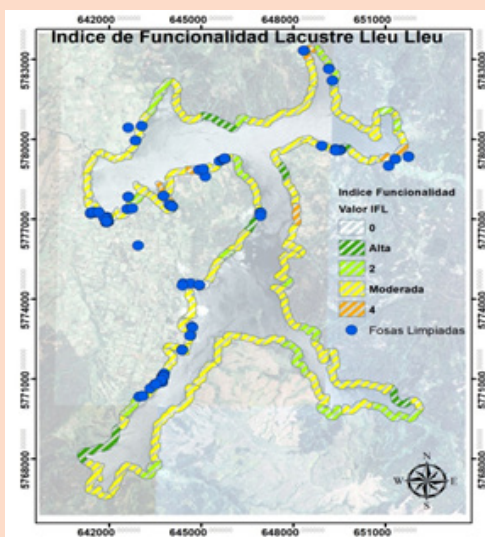 642000 645000 648000 651000
Indice de Funcionalidad Lacustre Lleu Lleu
5783000 5783000
5780000 5780000
5777000 5777000
5774000 5774000
5771000 5771000
5768000 5768000
Indice Funcionalidad
Valor IFL
0
Alta
2
Moderada
4
Fosas Limpiadas
N
W E
S
642000 645000 648000 651000